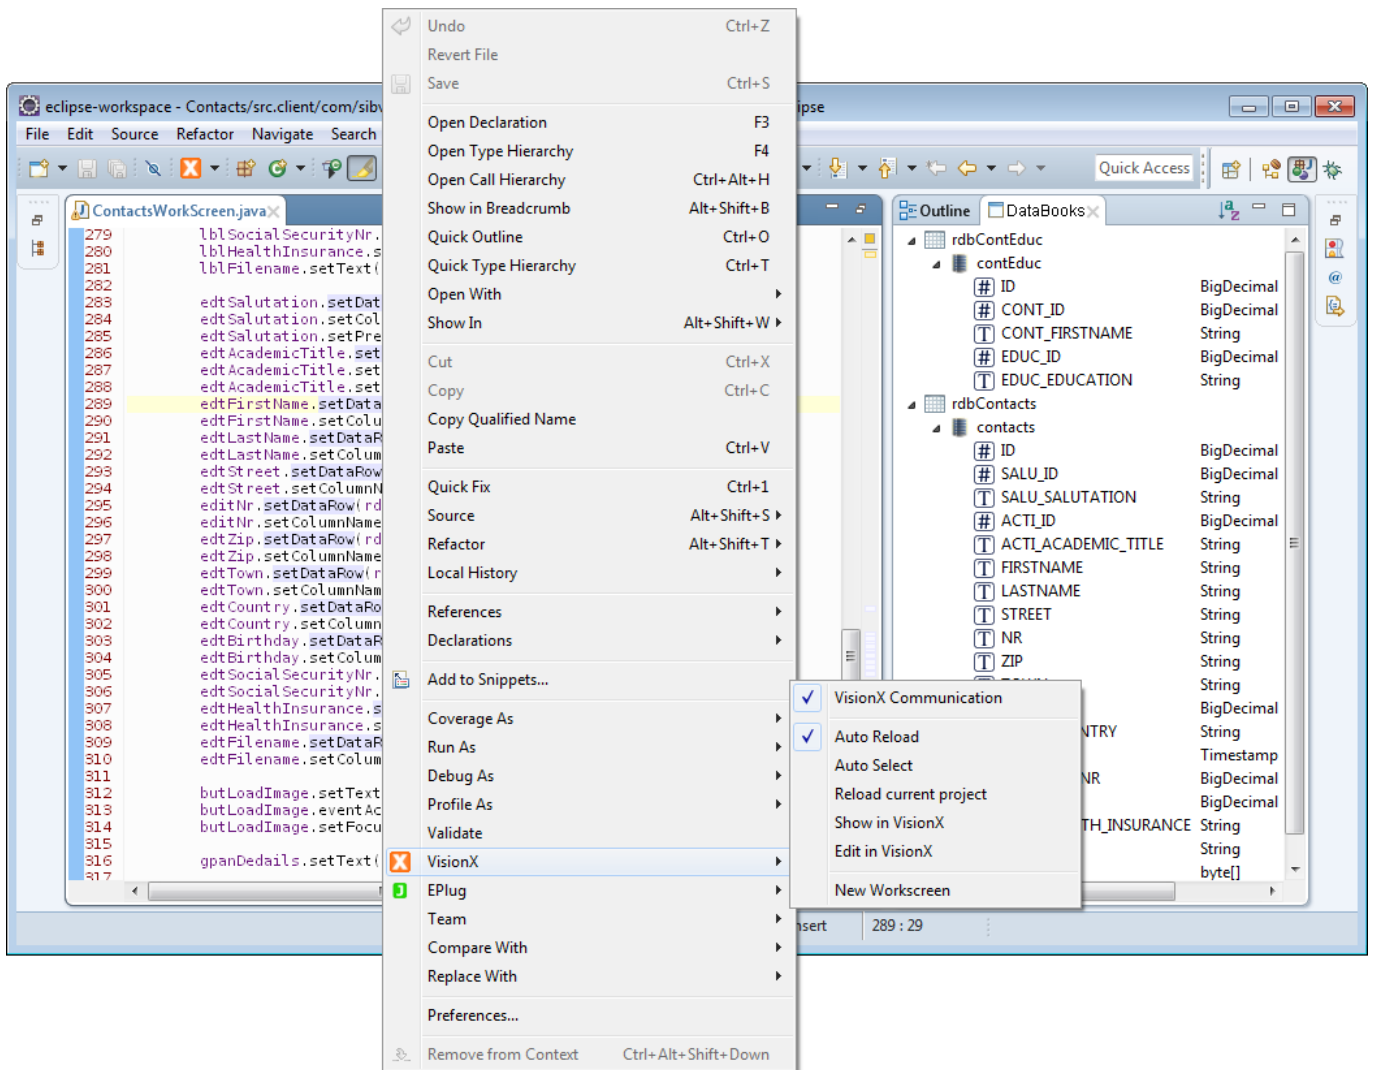 eclipse-workspace - Contacts/src.client/com/sibv
ipse
File Edit Source Refactor Navigate Search
Quick Access
ContactsWorkScreen.java
279 lblSocialSecurityNr.
280 lblHealthInsurance.s
281 lblFilename.setText(
282
283 edtSalutation.setDat
284 edtSalutation.setCol
285 edtSalutation.setPre
286 edtAcademicTitle.set
287 edtAcademicTitle.set
288 edtAcademicTitle.set
289 edtFirstName.setData
290 edtFirstName.setColu
291 edtLastName.setDataR
292 edtLastName.setColum
293 edtStreet.setDataRow
294 edtStreet.setColumnN
295 editNr.setDataRow(rd
296 editNr.setColumnName
297 edtZip.setDataRow(rd
298 edtZip.setColumnName
299 edtTown.setDataRow(r
300 edtTown.setColumnNam
301 edtCountry.setDataRo
302 edtCountry.setColumn
303 edtBirthday.setDataR
304 edtBirthday.setColum
305 edtSocialSecurityNr.
306 edtSocialSecurityNr.
307 edtHealthInsurance.s
308 edtHealthInsurance.s
309 edtFilename.setDataR
310 edtFilename.setColum
311
312 butLoadImage.setText
313 butLoadImage.eventAc
314 butLoadImage.setFocu
315
316 gpanDedails.setText(
317
Undo Ctrl+Z
Revert File
Save Ctrl+S
Open Declaration F3
Open Type Hierarchy F4
Open Call Hierarchy Ctrl+Alt+H
Show in Breadcrumb Alt+Shift+B
Quick Outline Ctrl+O
Quick Type Hierarchy Ctrl+T
Open With
Show In Alt+Shift+W
Cut Ctrl+X
Copy Ctrl+C
Copy Qualified Name
Paste Ctrl+V
Quick Fix Ctrl+1
Source Alt+Shift+S
Refactor Alt+Shift+T
Local History
References
Declarations
Add to Snippets...
Coverage As
Run As
Debug As
Profile As
Validate
VisionX
EPlug
Team
Compare With
Replace With
Preferences...
Remove from Context Ctrl+Alt+Shift+Down
VisionX Communication
Auto Reload
Auto Select
Reload current project
Show in VisionX
Edit in VisionX
New Workscreen
Outline DataBooks
rdbContEduc
contEduc
ID BigDecimal
CONT_ID BigDecimal
CONT_FIRSTNAME String
EDUC_ID BigDecimal
EDUC_EDUCATION String
rdbContacts
contacts
ID BigDecimal
SALU_ID BigDecimal
SALU_SALUTATION String
ACTI_ID BigDecimal
ACTI_ACADEMIC_TITLE String
FIRSTNAME String
LASTNAME String
STREET String
NR String
ZIP String
String
BigDecimal
NTRY String
Timestamp
NR BigDecimal
BigDecimal
TH_INSURANCE String
String
byte[]
nsert 289 : 29